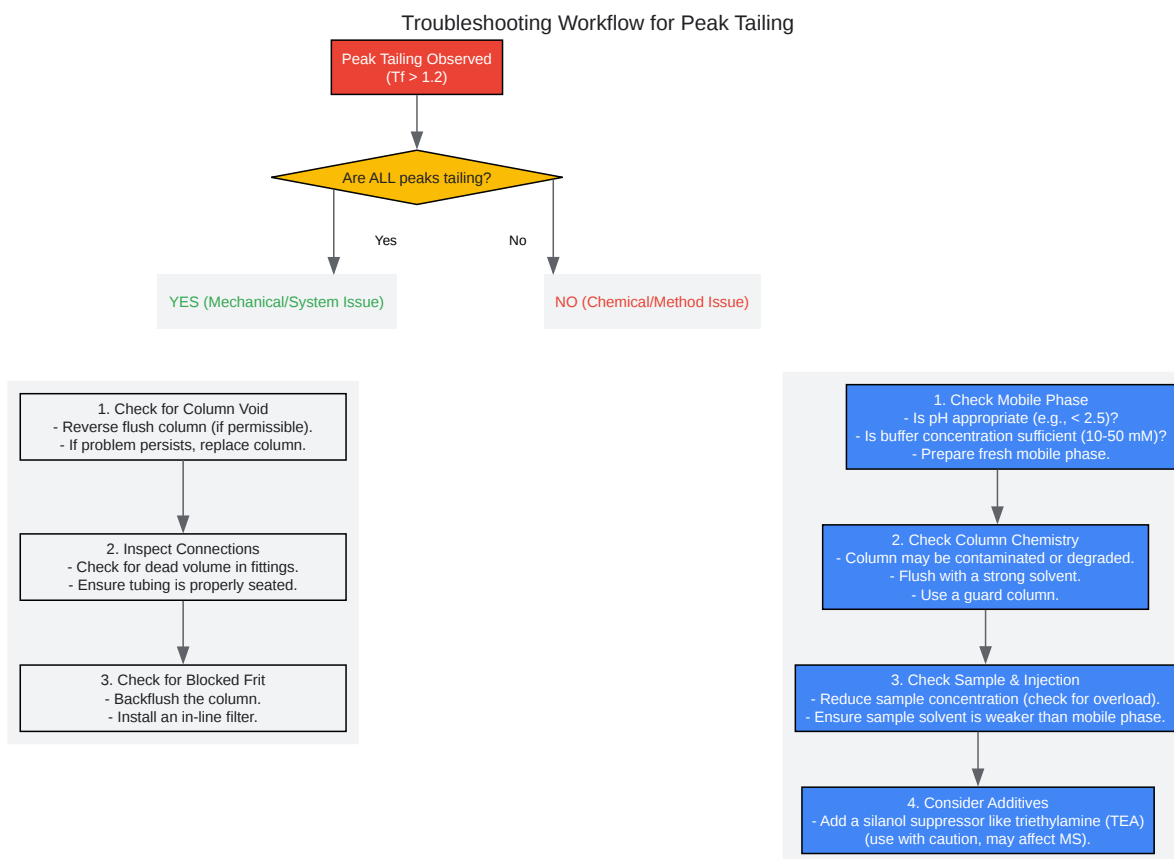 Troubleshooting Workflow for Peak Tailing
Peak Tailing Observed
(Tf > 1.2)
Are ALL peaks tailing?
Yes
No
YES (Mechanical/System Issue)
NO (Chemical/Method Issue)
1. Check for Column Void
- Reverse flush column (if permissible).
- If problem persists, replace column.
2. Inspect Connections
- Check for dead volume in fittings.
- Ensure tubing is properly seated.
3. Check for Blocked Frit
- Backflush the column.
- Install an in-line filter.
1. Check Mobile Phase
- Is pH appropriate (e.g., < 2.5)?
- Is buffer concentration sufficient (10-50 mM)?
- Prepare fresh mobile phase.
2. Check Column Chemistry
- Column may be contaminated or degraded.
- Flush with a strong solvent.
- Use a guard column.
3. Check Sample & Injection
- Reduce sample concentration (check for overload).
- Ensure sample solvent is weaker than mobile phase.
4. Consider Additives
- Add a silanol suppressor like triethylamine (TEA)
(use with caution, may affect MS).